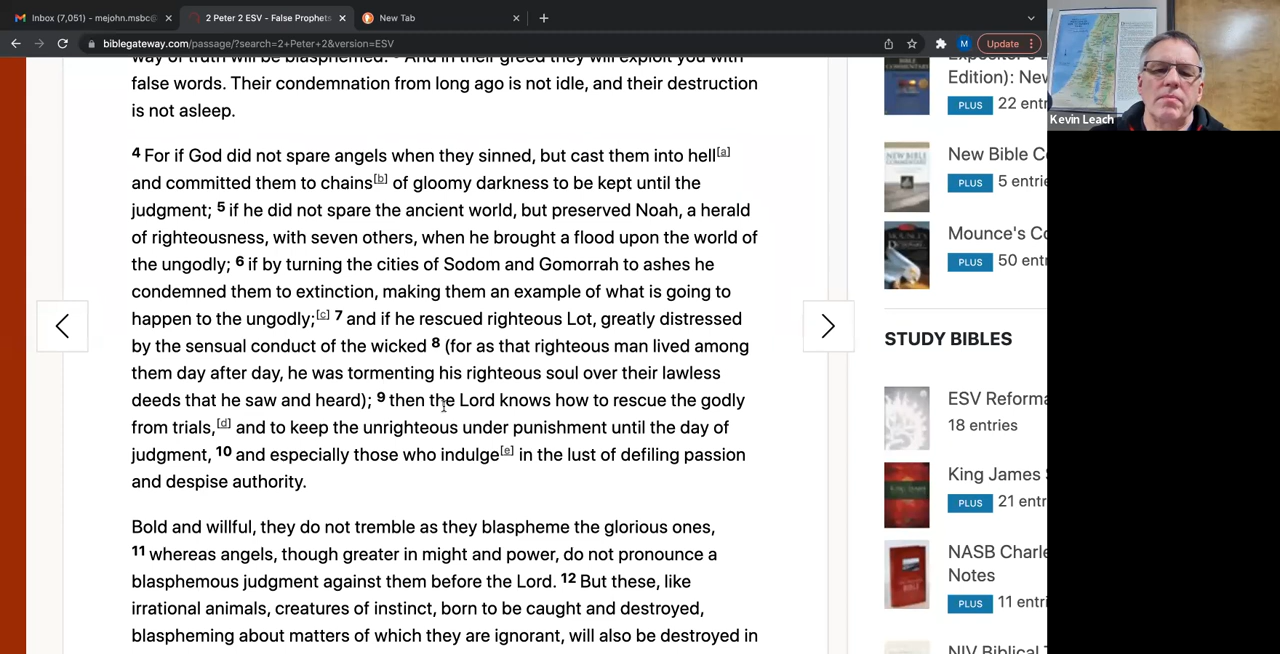 Inbox (7,051) - mejohn.msbc@
2 Peter 2 ESV - False Prophets
New Tab
biblegateway.com/passage/?search=2+Peter+2&version=ESV
M
Update
Kevin Leach
way of truth will be blasphemed. 3 And in their greed they will exploit you with
false words. Their condemnation from long ago is not idle, and their destruction
is not asleep.
4 For if God did not spare angels when they sinned, but cast them into hell[a]
and committed them to chains[b] of gloomy darkness to be kept until the
judgment; 5 if he did not spare the ancient world, but preserved Noah, a herald
of righteousness, with seven others, when he brought a flood upon the world of
the ungodly; 6 if by turning the cities of Sodom and Gomorrah to ashes he
condemned them to extinction, making them an example of what is going to
happen to the ungodly;[c] 7 and if he rescued righteous Lot, greatly distressed
by the sensual conduct of the wicked 8 (for as that righteous man lived among
them day after day, he was tormenting his righteous soul over their lawless
deeds that he saw and heard); 9 then the Lord knows how to rescue the godly
from trials,[d] and to keep the unrighteous under punishment until the day of
judgment, 10 and especially those who indulge[e] in the lust of defiling passion
and despise authority.
Bold and willful, they do not tremble as they blaspheme the glorious ones,
11 whereas angels, though greater in might and power, do not pronounce a
blasphemous judgment against them before the Lord. 12 But these, like
irrational animals, creatures of instinct, born to be caught and destroyed,
blaspheming about matters of which they are ignorant, will also be destroyed in
Expositor's B
Edition): Nev
PLUS 22 entr
New Bible Co
PLUS 5 entrie
Mounce's Co
PLUS 50 entr
STUDY BIBLES
ESV Reforma
18 entries
King James S
PLUS 21 entr
NASB Charle
Notes
PLUS 11 entri
NIV Biblical T